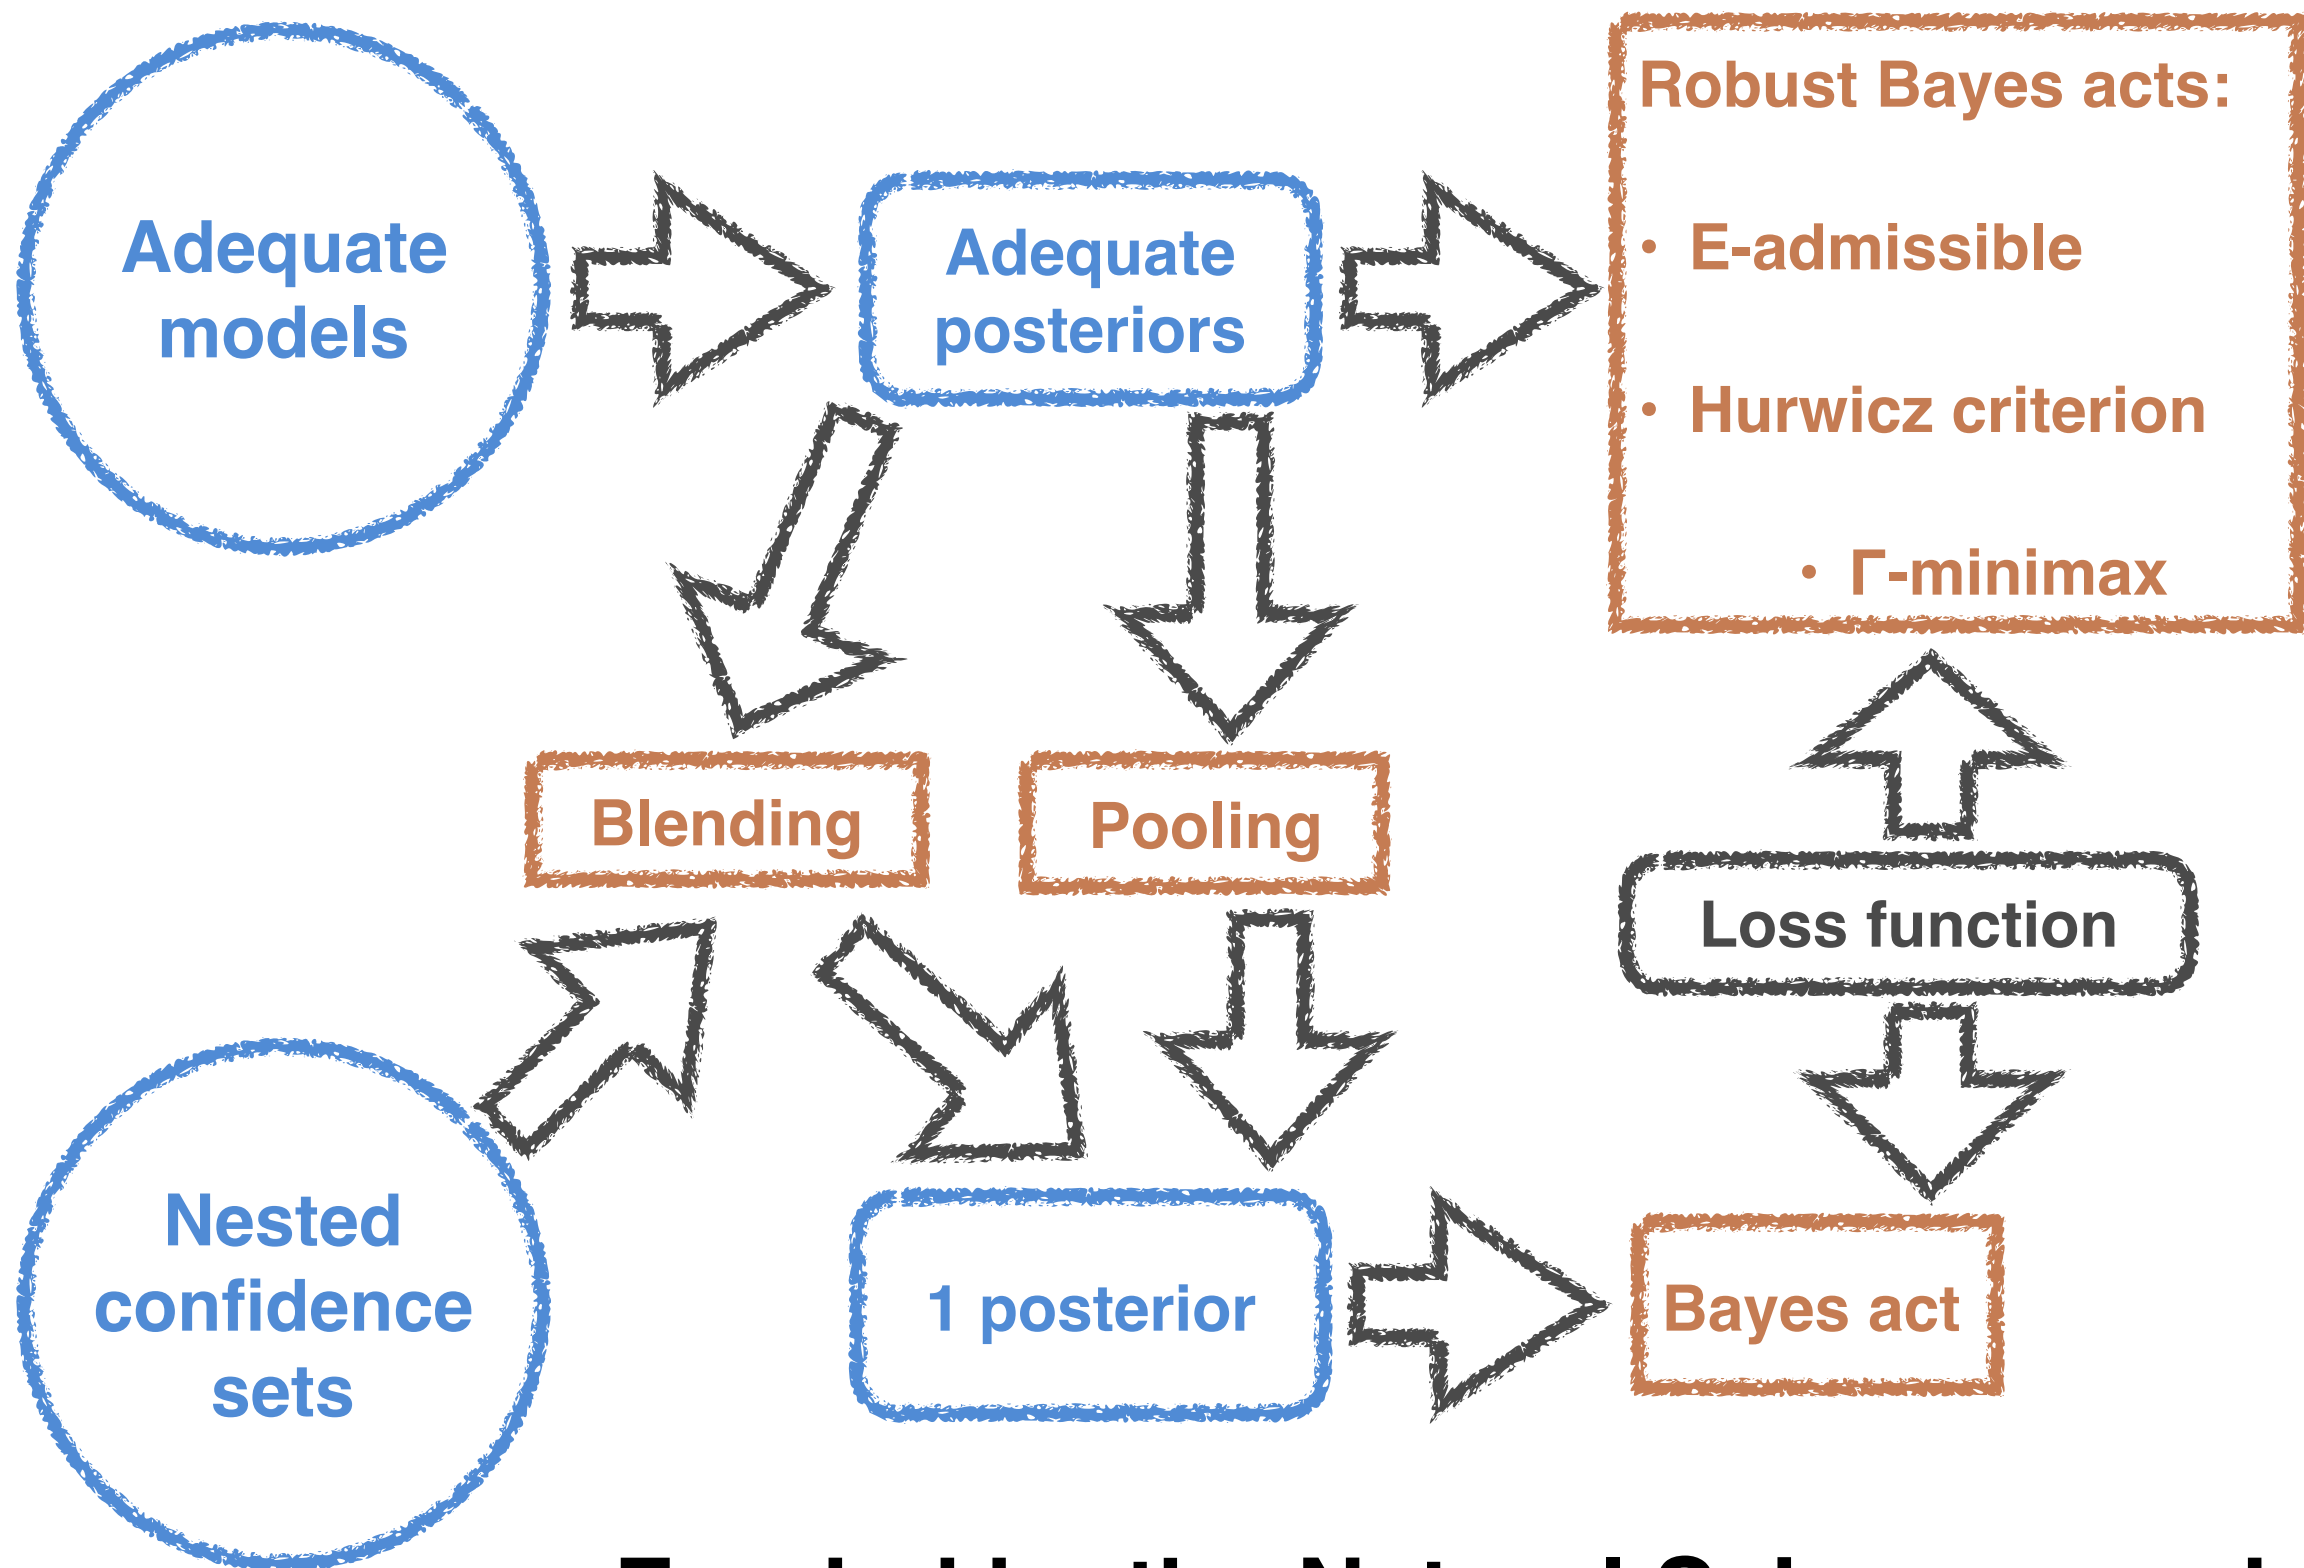 Adequate
models
Adequate
posteriors
Robust Bayes acts:
• E-admissible
• Hurwicz criterion
• Γ-minimax
Blending
Pooling
Loss function
Nested
confidence
sets
1 posterior
Bayes act